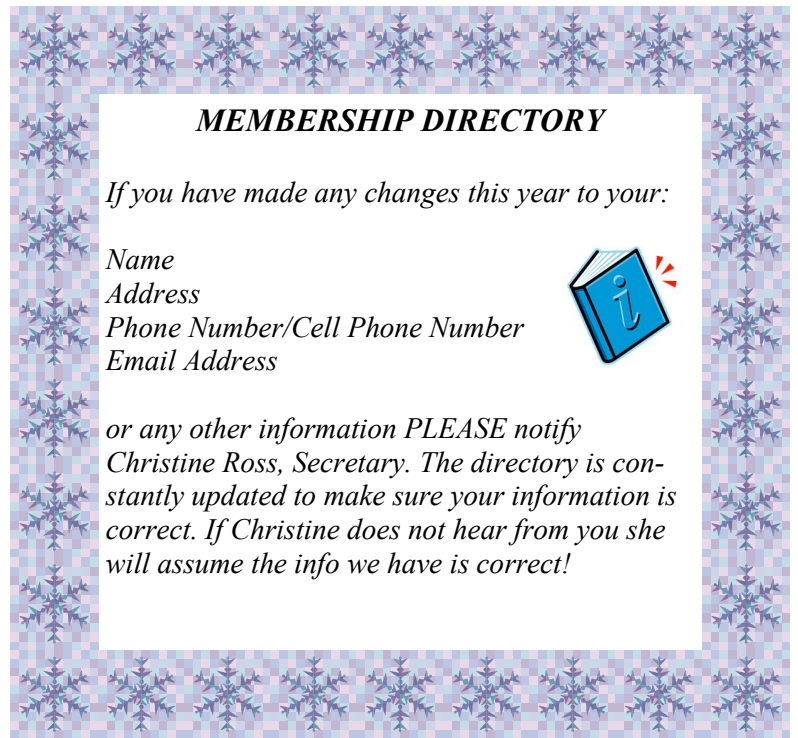 MEMBERSHIP DIRECTORY
If you have made any changes this year to your:
Name
Address
Phone Number/Cell Phone Number
Email Address
or any other information PLEASE notify
Christine Ross, Secretary. The directory is con-
stantly updated to make sure your information is
correct. If Christine does not hear from you she
will assume the info we have is correct!
i